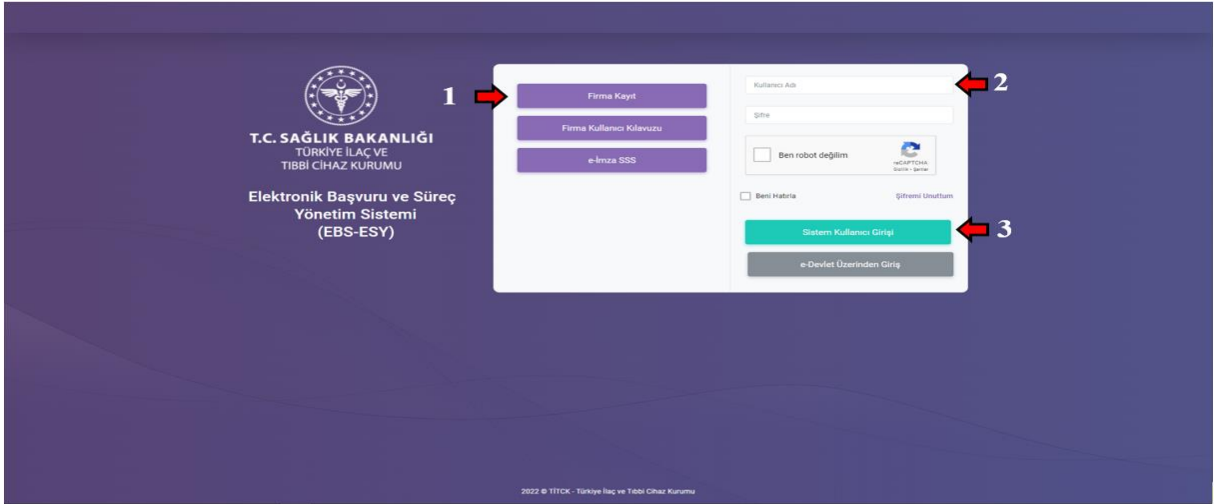 T.C. SAĞLIK BAKANLIĞI
TÜRKİYE İLAÇ VE
TIBBİ CİHAZ KURUMU
Elektronik Başvuru ve Süreç
Yönetim Sistemi
(EBS-ESY)
1
Firma Kayıt
Firma Kullanıcı Kılavuzu
e-İmza SSS
Kullanıcı Adı
2
Şifre
Ben robot değilim
reCAPTCHA
Gizlilik - Şartlar
Beni Hatırla
Şifremi Unuttum
Sistem Kullanıcı Girişi
3
e-Devlet Üzerinden Giriş
2022 © TİTCK - Türkiye İlaç ve Tıbbi Cihaz Kurumu